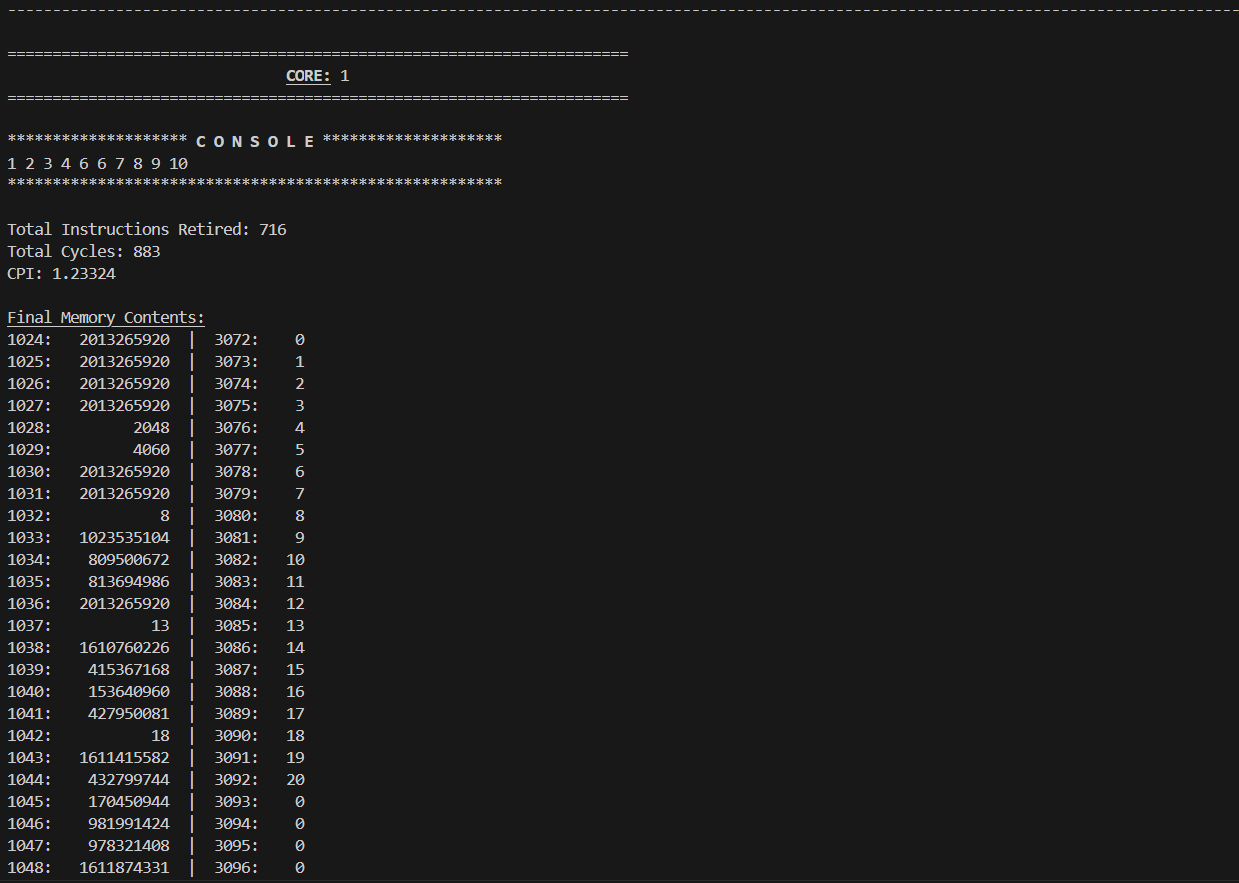 ------------------------------------------------------------------------------------------------------------------------------------------
=====================================================================
CORE: 1
=====================================================================
******************** C O N S O L E ********************
1 2 3 4 6 6 7 8 9 10
*******************************************************
Total Instructions Retired: 716
Total Cycles: 883
CPI: 1.23324
Final Memory Contents:
1024: 2013265920 | 3072: 0
1025: 2013265920 | 3073: 1
1026: 2013265920 | 3074: 2
1027: 2013265920 | 3075: 3
1028: 2048 | 3076: 4
1029: 4060 | 3077: 5
1030: 2013265920 | 3078: 6
1031: 2013265920 | 3079: 7
1032: 8 | 3080: 8
1033: 1023535104 | 3081: 9
1034: 809500672 | 3082: 10
1035: 813694986 | 3083: 11
1036: 2013265920 | 3084: 12
1037: 13 | 3085: 13
1038: 1610760226 | 3086: 14
1039: 415367168 | 3087: 15
1040: 153640960 | 3088: 16
1041: 427950081 | 3089: 17
1042: 18 | 3090: 18
1043: 1611415582 | 3091: 19
1044: 432799744 | 3092: 20
1045: 170450944 | 3093: 0
1046: 981991424 | 3094: 0
1047: 978321408 | 3095: 0
1048: 1611874331 | 3096: 0